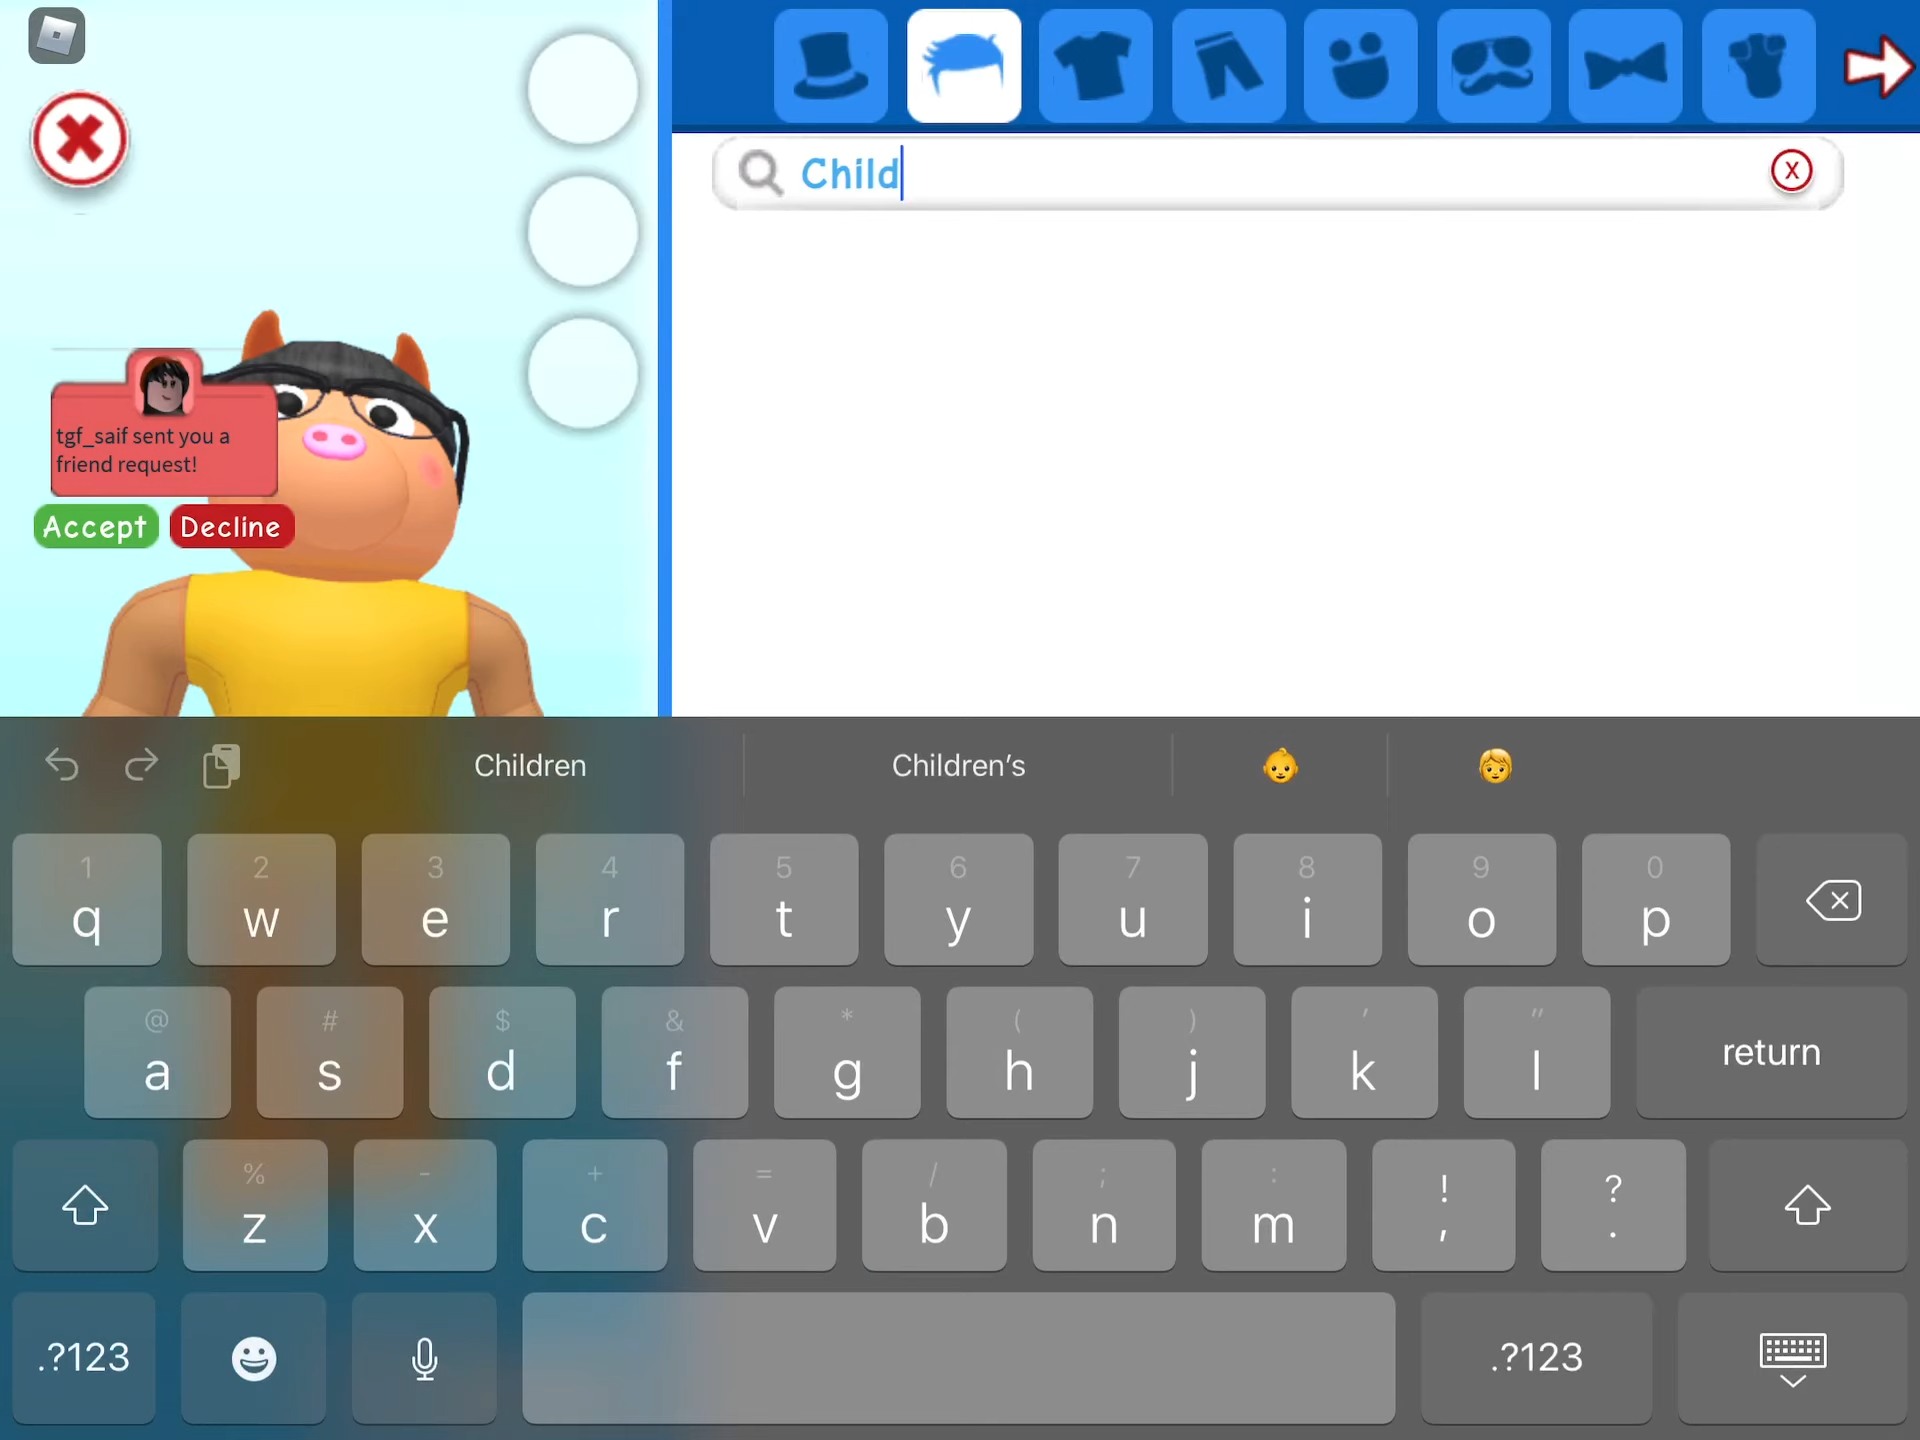 Child
X
tgf_saif sent you a
friend request!
Accept Decline
Children Children's
1 2 3 4 5 6 7 8 9 0
q w e r t y u i o p
@ # $ & * ( ) ' "
a s d f g h j k l return
% - + = / ; : ! ?
z x c v b n m , .
.?123 .?123